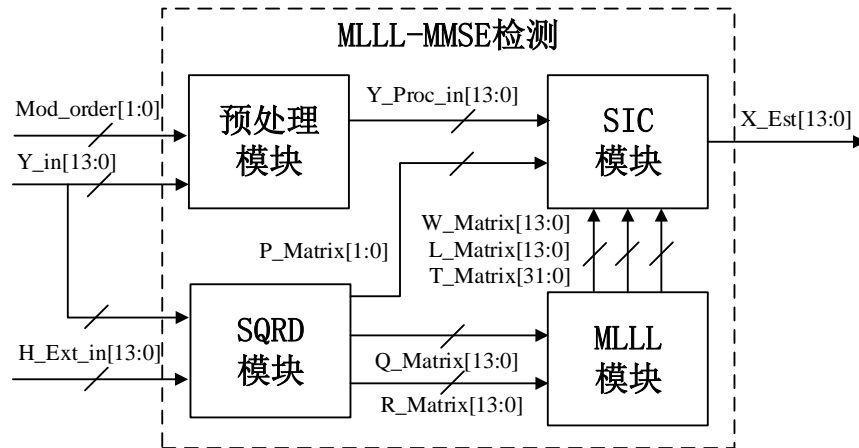 MLLL-MMSE检测
Mod_order[1:0]
Y_in[13:0]
预处理
模块
Y_Proc_in[13:0]
SIC
模块
X_Est[13:0]
P_Matrix[1:0]
W_Matrix[13:0]
L_Matrix[13:0]
T_Matrix[31:0]
H_Ext_in[13:0]
SQRD
模块
Q_Matrix[13:0]
R_Matrix[13:0]
MLLL
模块